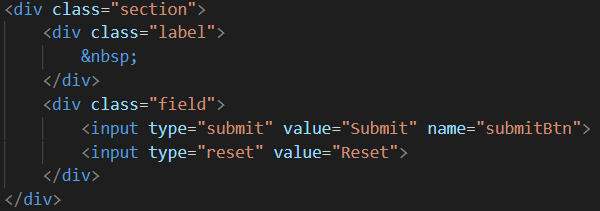 <div class="section">
    <div class="label">
        &nbsp;
    </div>
    <div class="field">
        <input type="submit" value="Submit" name="submitBtn">
        <input type="reset" value="Reset">
    </div>
</div>